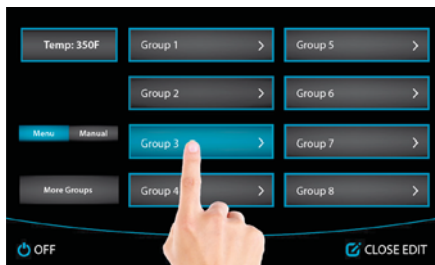 Temp: 350F
Group 1
Group 5
Group 2
Group 6
Menu
Manual
Group 3
Group 7
More Groups
Group 4
Group 8
OFF
CLOSE EDIT